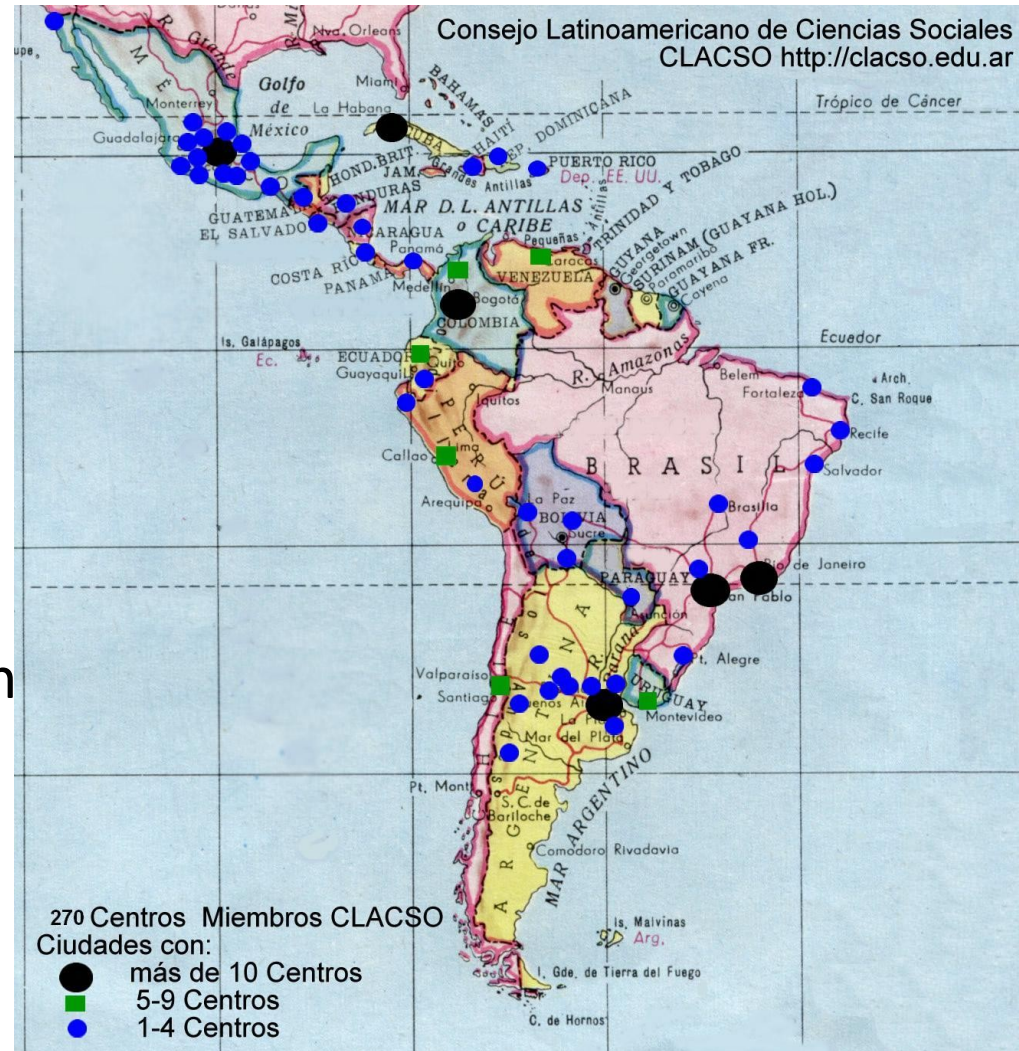 Consejo Latinoamericano de Ciencias Sociales
CLACSO http://clacso.edu.ar
Nva. Orleans
R. Grande
M É
Golfo
de
México
Miami
Monterrey
La Habana
BAHAMAS
Trópico de Cáncer
Guadalajara
CUBA
HAITÍ
REP. DOMINICANA
HOND. BRIT.
JAM.
Grandes Antillas
PUERTO RICO
Dep. EE. UU.
HONDURAS
GUATEMALA
EL SALVADOR
MAR D. L. ANTILLAS
o CARIBE
NICARAGUA
Pequeñas Antillas
TRINIDAD Y TOBAGO
Panamá
COSTA RICA
PANAMÁ
Caracas
VENEZUELA
GUYANA
Georgetown
SURINAM (GUAYANA HOL.)
Paramaribo
GUAYANA FR.
Cayena
Medellín
Bogotá
COLOMBIA
Is. Galápagos
Ec.
ECUADOR
Quito
Guayaquil
Ecuador
R. Amazonas
Belem
Manaus
Iquitos
Fortaleza
Arch.
C. San Roque
Recife
P E R Ú
Callao
Lima
B R A S I L
Salvador
Arequipa
La Paz
BOLIVIA
Sucre
Brasilia
PARAGUAY
Rio de Janeiro
San Pablo
Asunción
R. Paraná
Pt. Alegre
Valparaíso
Santiago
URUGUAY
Buenos Aires
Montevideo
La Plata
Mar del Plata
C H I L E
A R G E N T I N A
Pt. Montt
S. C. de
Bariloche
MAR ARGENTINO
Comodoro Rivadavia
n
Is. Malvinas
Arg.
I. Gde. de Tierra del Fuego
C. de Hornos
270 Centros Miembros CLACSO
Ciudades con:
más de 10 Centros
5-9 Centros
1-4 Centros